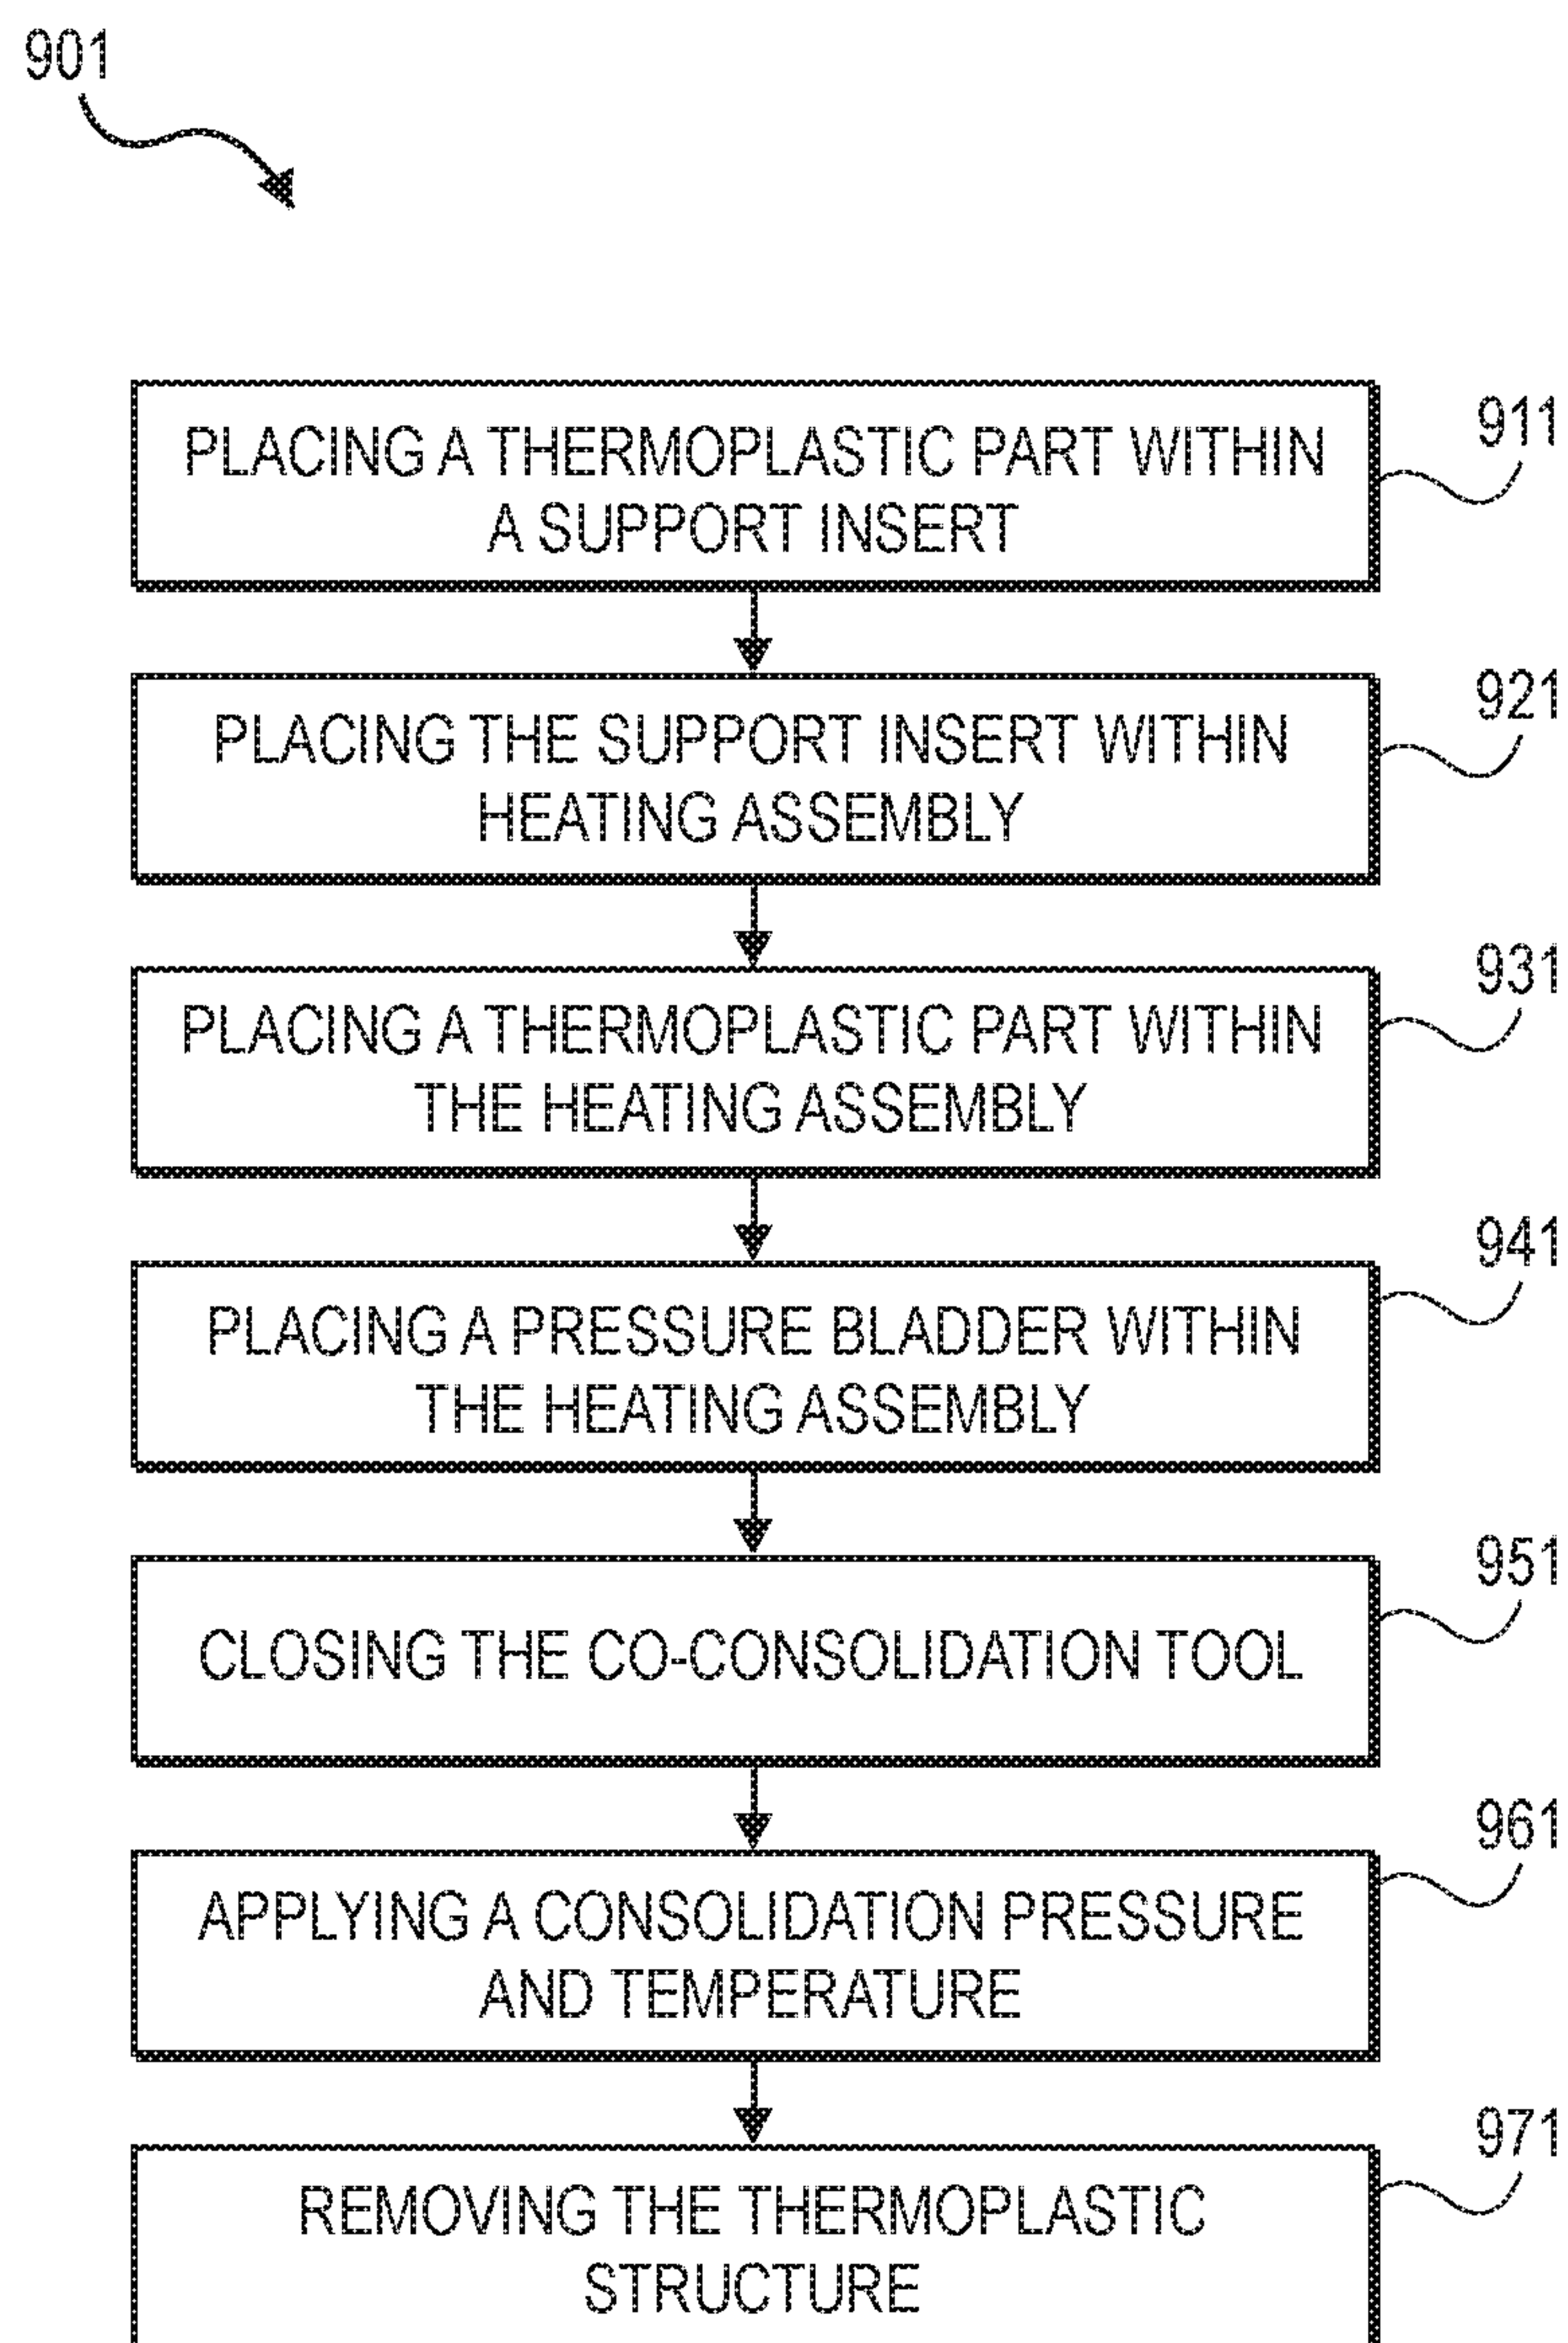 901
PLACING A THERMOPLASTIC PART WITHIN
A SUPPORT INSERT
911
PLACING THE SUPPORT INSERT WITHIN
HEATING ASSEMBLY
921
PLACING A THERMOPLASTIC PART WITHIN
THE HEATING ASSEMBLY
931
PLACING A PRESSURE BLADDER WITHIN
THE HEATING ASSEMBLY
941
CLOSING THE CO-CONSOLIDATION TOOL
951
APPLYING A CONSOLIDATION PRESSURE
AND TEMPERATURE
961
REMOVING THE THERMOPLASTIC
STRUCTURE
971